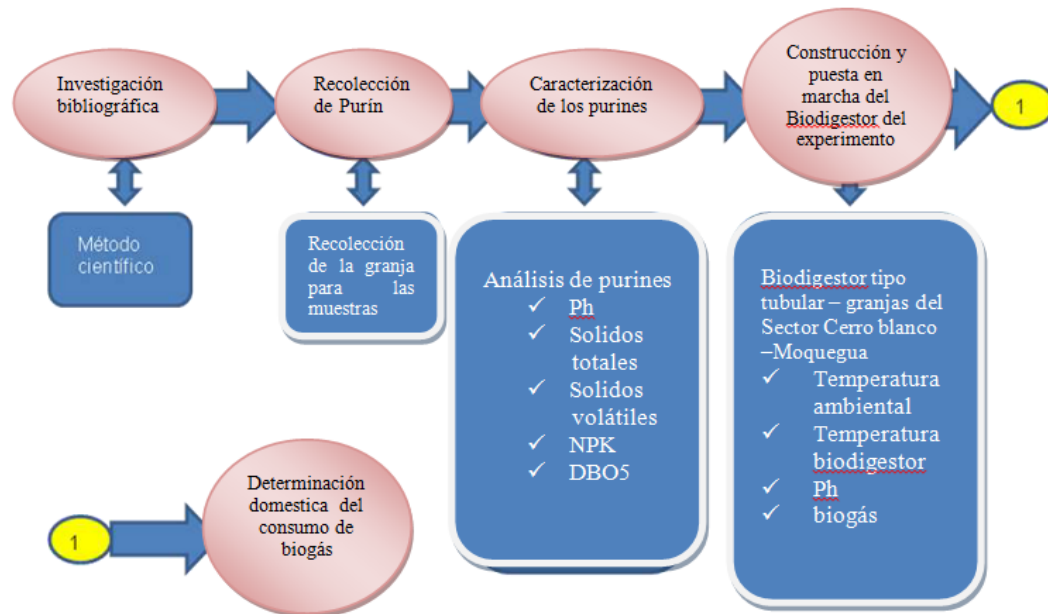 Investigación
bibliográfica
Recolección
de Purín
Caracterización
de los purines
Construcción y
puesta en
marcha del
Biodigestor del
experimento
1
Método
científico
Recolección
de la granja
para las
muestras
Análisis de purines
✓ Ph
✓ Solidos
totales
✓ Solidos
volátiles
✓ NPK
✓ DBO5
Biodigestor tipo
tubular – granjas del
Sector Cerro blanco
–Moquegua
✓ Temperatura
ambiental
✓ Temperatura
biodigestor
✓ Ph
✓ biogás
1
Determinación
domestica del
consumo de
biogás